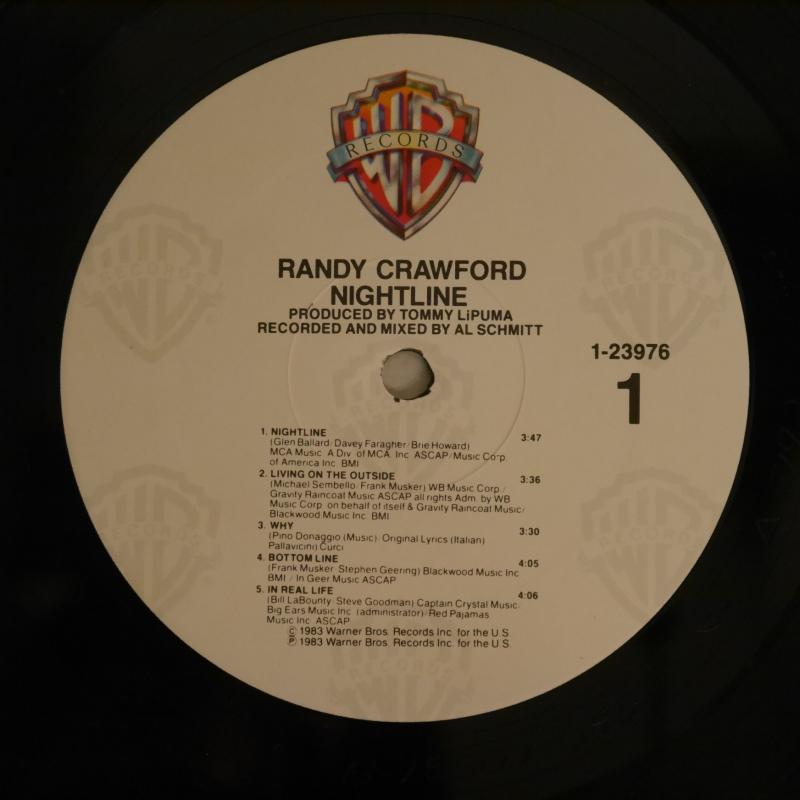 WB
RECORDS
RANDY CRAWFORD
NIGHTLINE
PRODUCED BY TOMMY LiPUMA
RECORDED AND MIXED BY AL SCHMITT
1-23976
1
1. NIGHTLINE 3:47
(Glen Ballard/Davey Faragher/Brie Howard)
MCA Music. A Div. of MCA. Inc. ASCAP/Music Corp.
of America Inc. BMI
2. LIVING ON THE OUTSIDE 3:36
(Michael Sembello/Frank Musker) WB Music Corp./
Gravity Raincoat Music ASCAP all rights Adm. by WB
Music Corp. on behalf of itself & Gravity Raincoat Music/
Blackwood Music Inc. BMI
3. WHY 3:30
(Pino Donaggio (Music) Original Lyrics (Italian)
Pallavicini) Curci
4. BOTTOM LINE 4:05
(Frank Musker/Stephen Geering) Blackwood Music Inc.
BMI / In Geer Music ASCAP
5. IN REAL LIFE 4:06
(Bill LaBounty/Steve Goodman) Captain Crystal Music/
Big Ears Music Inc. (administrator)/Red Pajamas
Music Inc. ASCAP
© 1983 Warner Bros. Records Inc. for the U.S.
℗ 1983 Warner Bros. Records Inc. for the U.S.